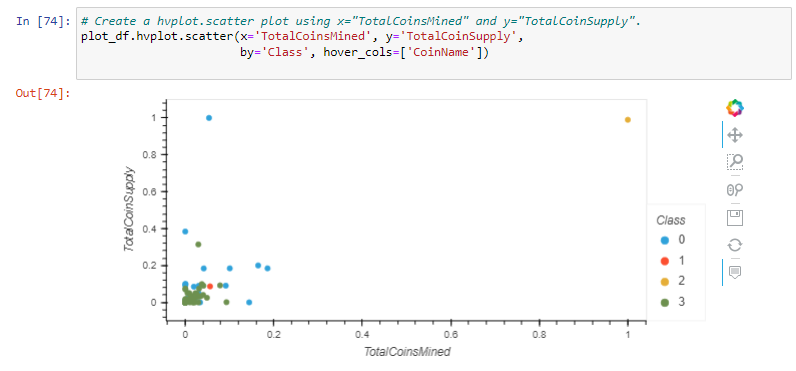 In [74]: # Create a hvplot.scatter plot using x="TotalCoinsMined" and y="TotalCoinSupply".
plot_df.hvplot.scatter(x='TotalCoinsMined', y='TotalCoinSupply',
by='Class', hover_cols=['CoinName'])
Out[74]:
TotalCoinSupply
1
0.8
0.6
0.4
0.2
0
0 0.2 0.4 0.6 0.8 1
TotalCoinsMined
Class
0
1
2
3